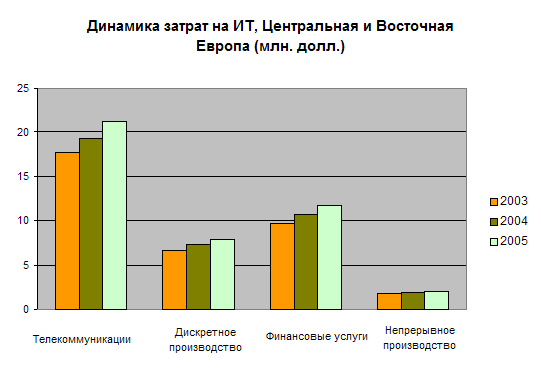 Динамика затрат на ИТ, Центральная и Восточная
Европа (млн. долл.)
25
20
15
10
5
0
2003
2004
2005
Телекоммуникации
Дискретное
производство
Финансовые услуги
Непрерывное
производство